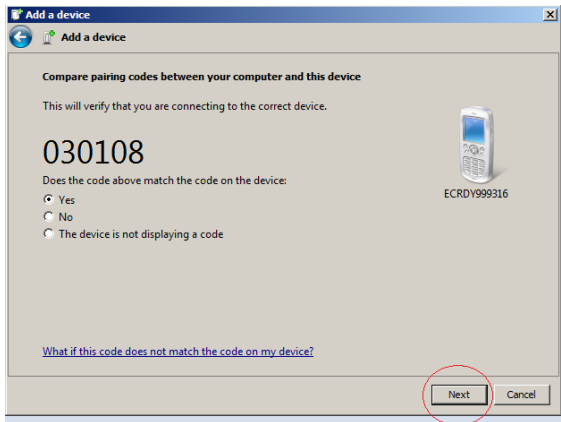 Add a device
Add a device
Compare pairing codes between your computer and this device
This will verify that you are connecting to the correct device.
030108
Does the code above match the code on the device:
Yes
No
The device is not displaying a code
ECRDY999316
What if this code does not match the code on my device?
Next
Cancel